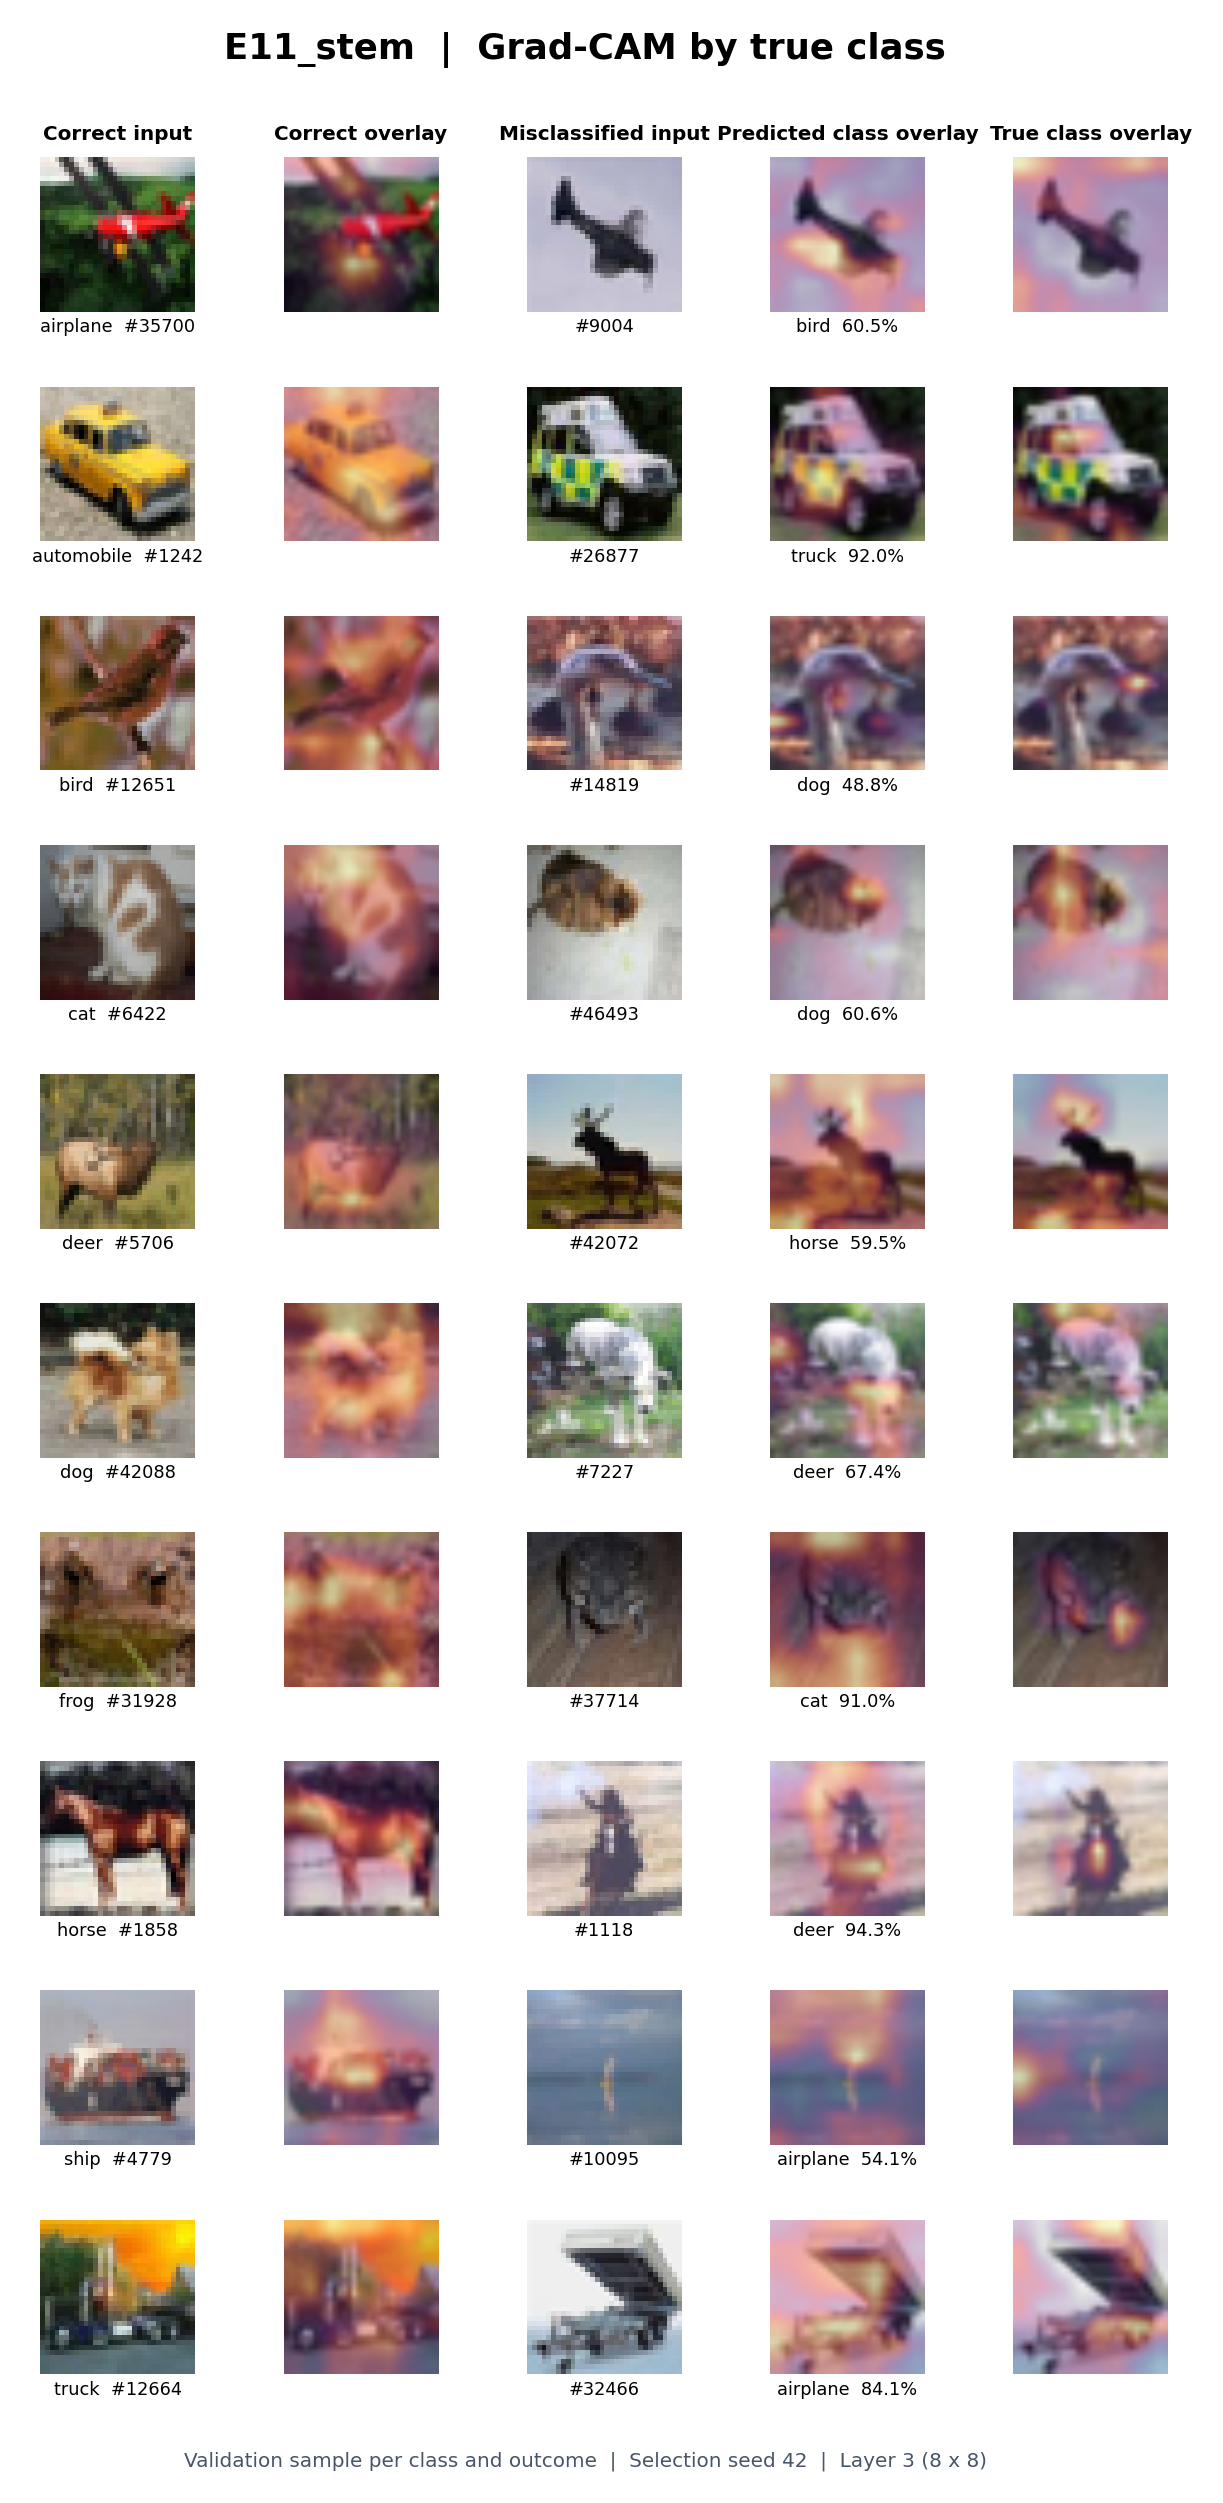 E11_stem | Grad-CAM by true class
Correct input Correct overlay Misclassified input Predicted class overlay True class overlay
airplane #35700 #9004 bird 60.5%
automobile #1242 #26877 truck 92.0%
bird #12651 #14819 dog 48.8%
cat #6422 #46493 dog 60.6%
deer #5706 #42072 horse 59.5%
dog #42088 #7227 deer 67.4%
frog #31928 #37714 cat 91.0%
horse #1858 #1118 deer 94.3%
ship #4779 #10095 airplane 54.1%
truck #12664 #32466 airplane 84.1%
Validation sample per class and outcome | Selection seed 42 | Layer 3 (8 x 8)